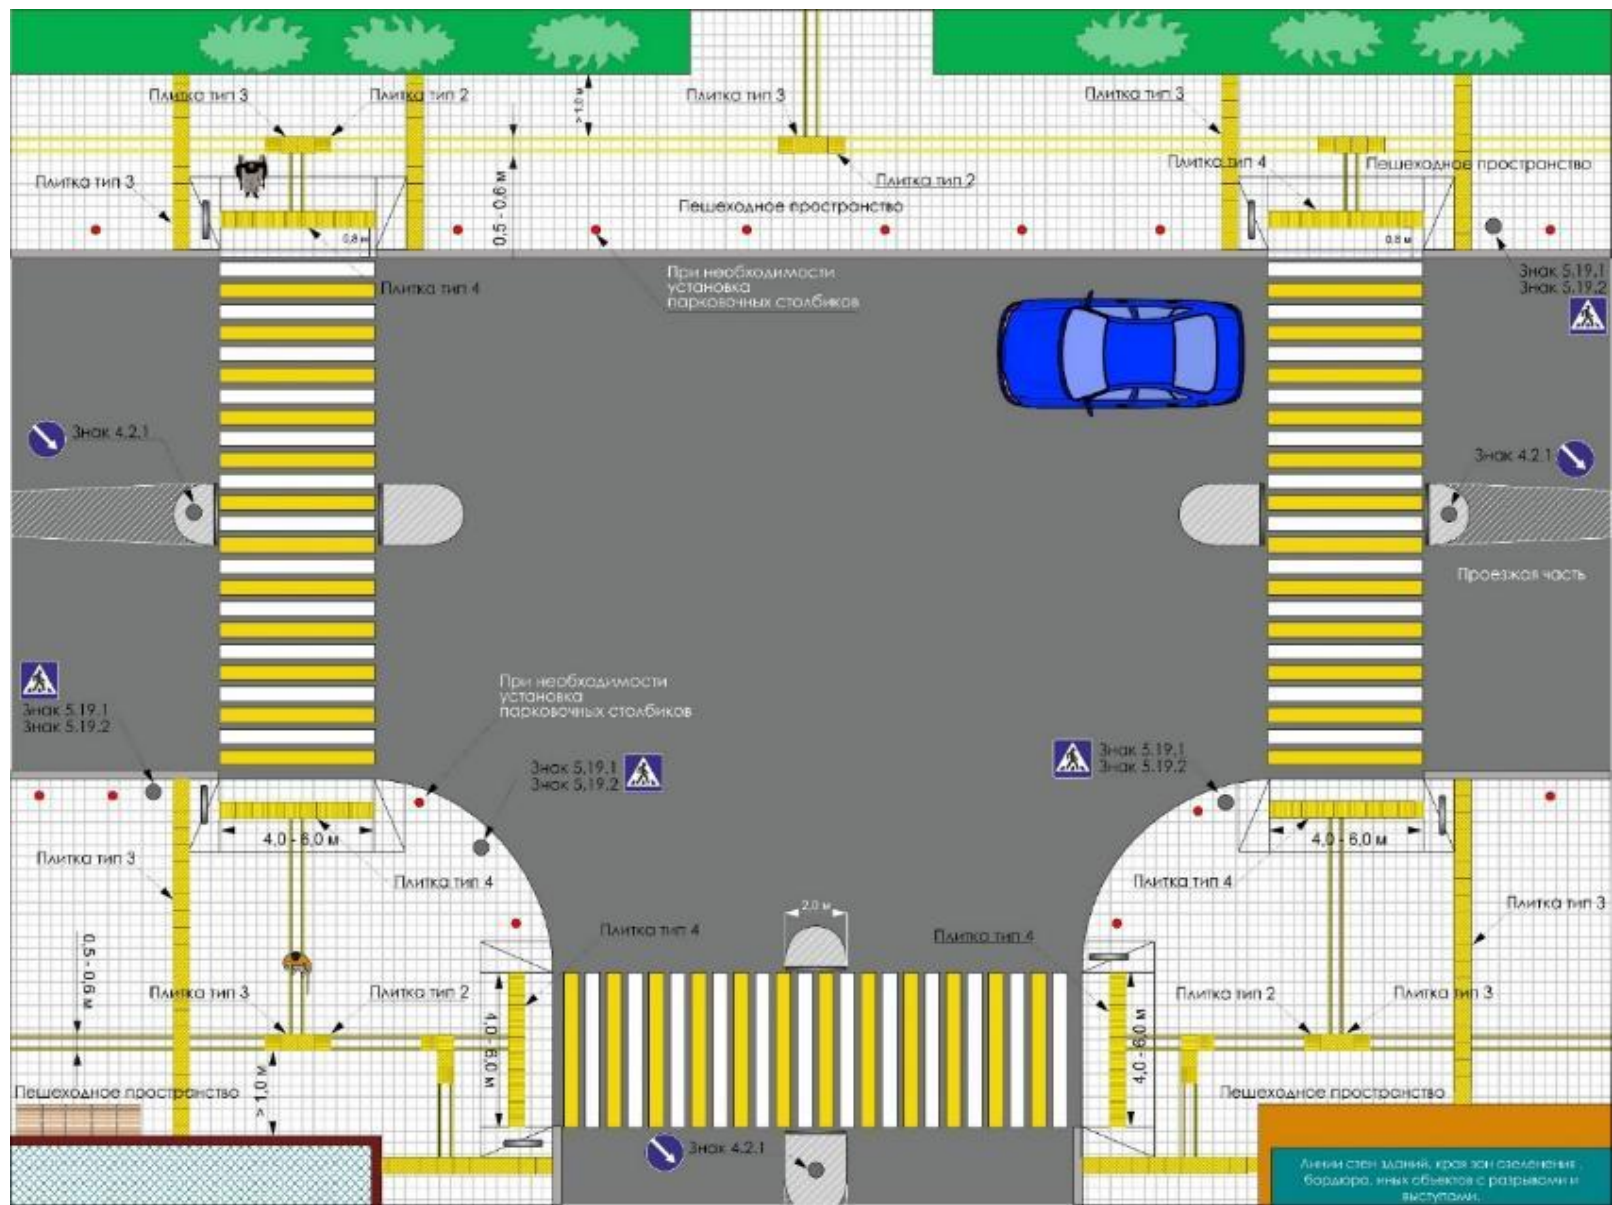 Плитка тип 3
Плитка тип 2
> 1,0 м
Плитка тип 3
Плитка тип 3
Плитка тип 3
0,5 - 0,6 м
Плитка тип 2
Плитка тип 4
Пешеходное пространство
Пешеходное пространство
0,8 м
0,8 м
Плитка тип 4
При необходимости
установка
парковочных столбиков
Знак 5.19.1
Знак 5.19.2
Знак 4.2.1
Знак 4.2.1
Проезжая часть
Знак 5.19.1
Знак 5.19.2
При необходимости
установка
парковочных столбиков
Знак 5.19.1
Знак 5.19.2
Знак 5.19.1
Знак 5.19.2
4,0 - 6,0 м
4,0 - 6,0 м
Плитка тип 3
Плитка тип 4
Плитка тип 4
Плитка тип 3
2,0 м
Плитка тип 4
Плитка тип 4
0,5 - 0,6 м
Плитка тип 3
Плитка тип 2
4,0 - 6,0 м
4,0 - 6,0 м
Плитка тип 2
Плитка тип 3
Пешеходное пространство
> 1,0 м
Пешеходное пространство
Знак 4.2.1
Линии стен зданий, края зон озеленения,
бордюра, иных объектов с разрывами и
выступами.